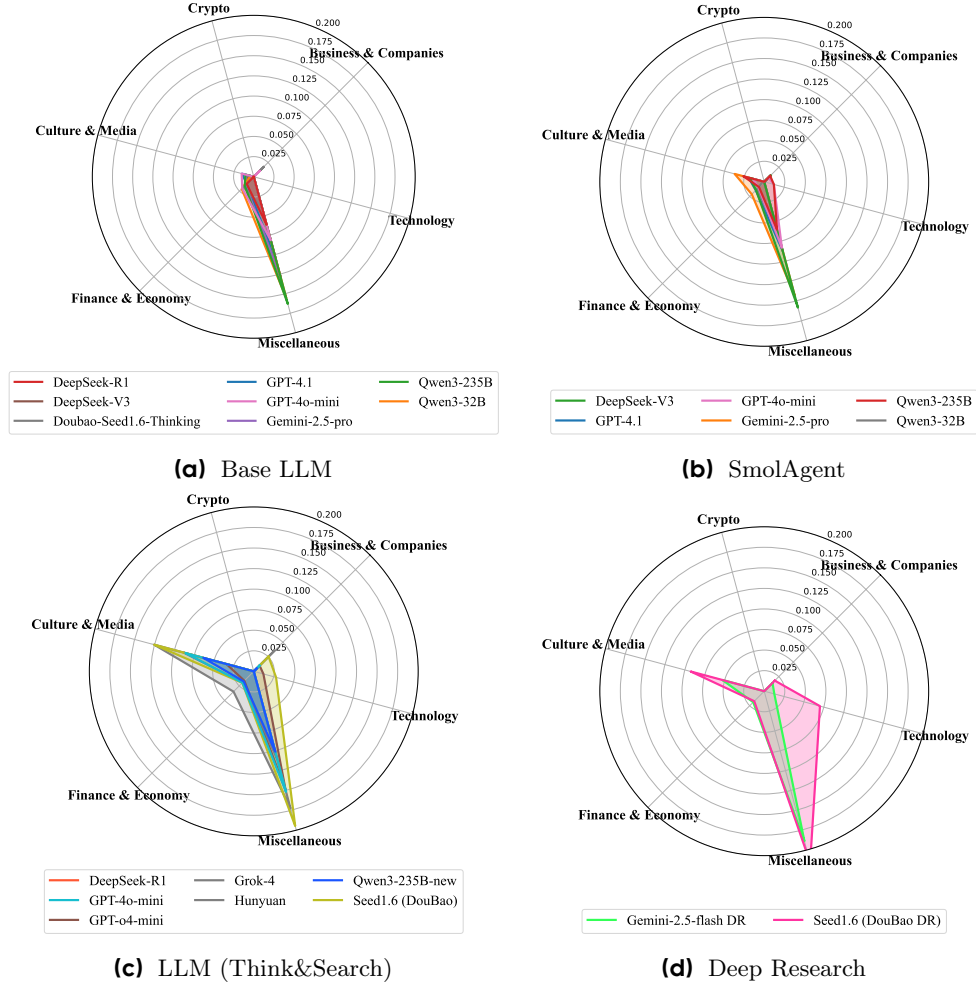 Crypto
0.200
0.175
Business & Companies
0.150
0.125
0.100
0.075
0.050
0.025
Culture & Media
Technology
Finance & Economy
Miscellaneous
DeepSeek-R1
GPT-4.1
Qwen3-235B
DeepSeek-V3
GPT-4o-mini
Qwen3-32B
Doubao-Seed1.6-Thinking
Gemini-2.5-pro
(a) Base LLM
Crypto
0.200
0.175
Business & Companies
0.150
0.125
0.100
0.075
0.050
0.025
Culture & Media
Technology
Finance & Economy
Miscellaneous
DeepSeek-V3
GPT-4o-mini
Qwen3-235B
GPT-4.1
Gemini-2.5-pro
Qwen3-32B
(b) SmolAgent
Crypto
0.200
0.175
Business & Companies
0.150
0.125
0.100
0.075
0.050
0.025
Culture & Media
Technology
Finance & Economy
Miscellaneous
DeepSeek-R1
Grok-4
Qwen3-235B-new
GPT-4o-mini
Hunyuan
Seed1.6 (DouBao)
GPT-o4-mini
(c) LLM (Think&Search)
Crypto
0.200
0.175
Business & Companies
0.150
0.125
0.100
0.075
0.050
0.025
Culture & Media
Technology
Finance & Economy
Miscellaneous
Gemini-2.5-flash DR
Seed1.6 (DouBao DR)
(d) Deep Research